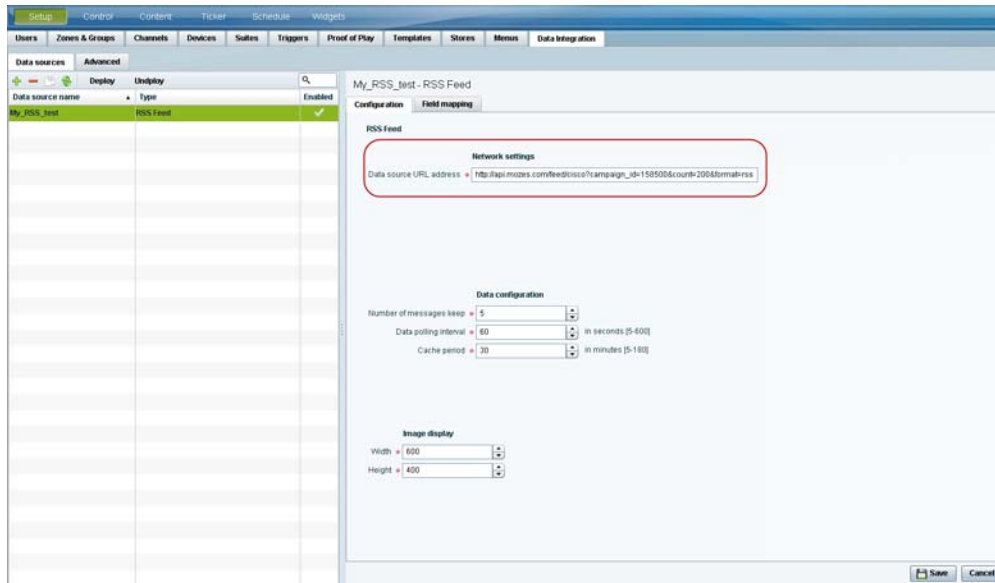 Setup Control Content Ticker Schedule Widgets
Users Zones & Groups Channels Devices Suites Triggers Proof of Play Templates Stores Menus Data Integration
Data sources Advanced
Deploy Undploy
Data source name Type Enabled
My_RSS_test RSS Feed
My_RSS_test - RSS Feed
Configuration Field mapping
RSS Feed
Network settings
Data source URL address * http://api.mozes.com/feed/cisco?campaign_id=158500&count=200&format=rss
Data configuration
Number of messages keep * 5
Data polling interval * 60 in seconds [5-600]
Cache period * 30 in minutes [5-180]
Image display
Width * 600
Height * 400
Save Cancel